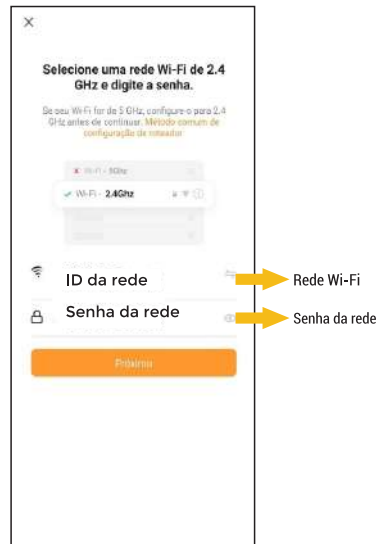 Selecione uma rede Wi-Fi de 2.4
GHz e digite a senha.
Se seu Wi-Fi for de 5 GHz, configure-o para 2.4
GHz antes de continuar. Método comum de
configuração de roteador
Wi-Fi - 5Ghz
Wi-Fi - 2.4Ghz
ID da rede
Rede Wi-Fi
Senha da rede
Senha da rede
Próximo